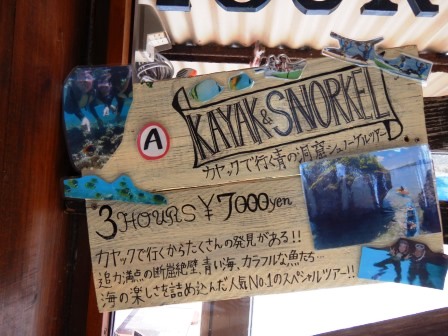 A
KAYAK & SNORKEL
カヤックで行く青の洞窟シュノーケルツアー
3 HOURS ¥7000yen
カヤックで行くからたくさんの発見がある!!
迫力満点の断崖絶壁、青い海、カラフルな魚たち…
海の楽しさを詰め込んだ人気No.1のスペシャルツアー!!